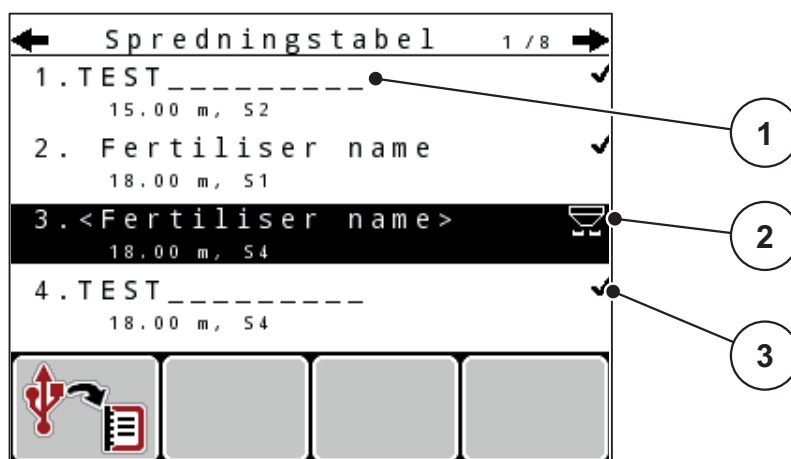 Spredningstabel 1/8
1.TEST_________
15.00 m, S2
2. Fertiliser name
18.00 m, S1
3.<Fertiliser name>
18.00 m, S4
4.TEST_________
18.00 m, S4
1
2
3